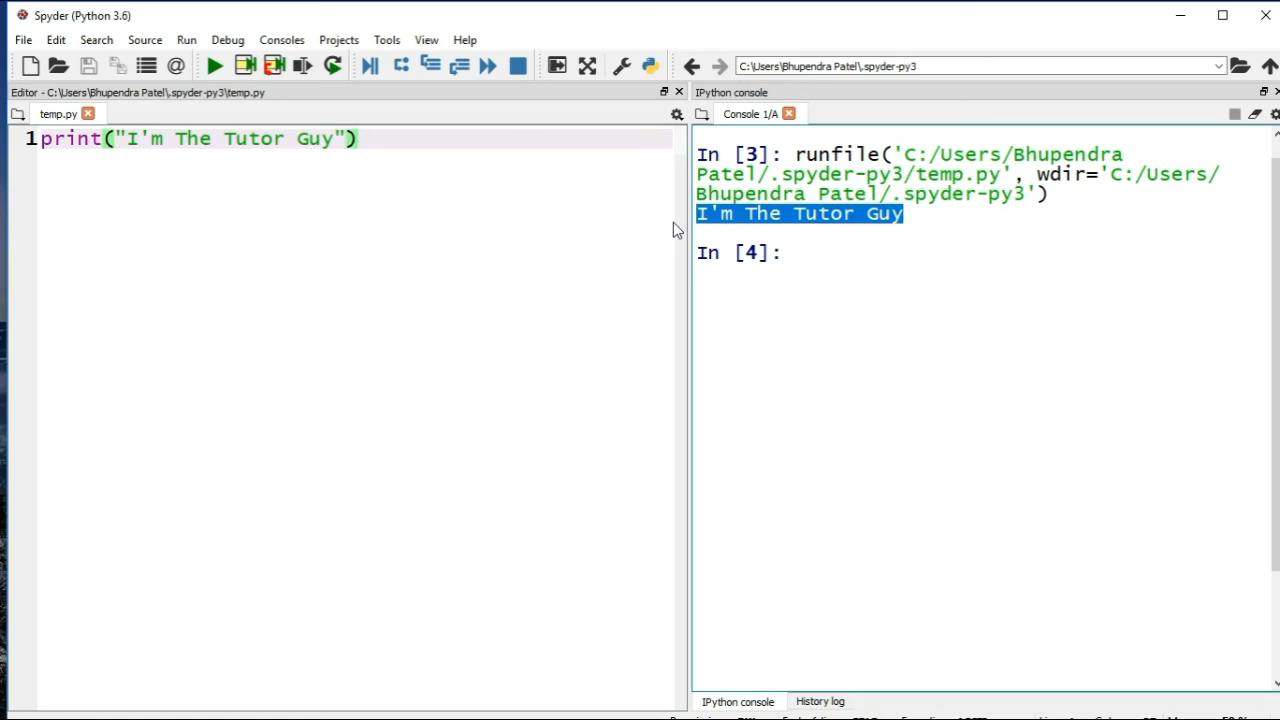 Spyder (Python 3.6)
File Edit Search Source Run Debug Consoles Projects Tools View Help
C:\Users\Bhupendra Patel\.spyder-py3
Editor - C:\Users\Bhupendra Patel\.spyder-py3\temp.py
IPython console
temp.py
Console 1/A
1 print("I'm The Tutor Guy")
In [3]: runfile('C:/Users/Bhupendra
Patel/.spyder-py3/temp.py', wdir='C:/Users/
Bhupendra Patel/.spyder-py3')
I'm The Tutor Guy
In [4]:
IPython console History log